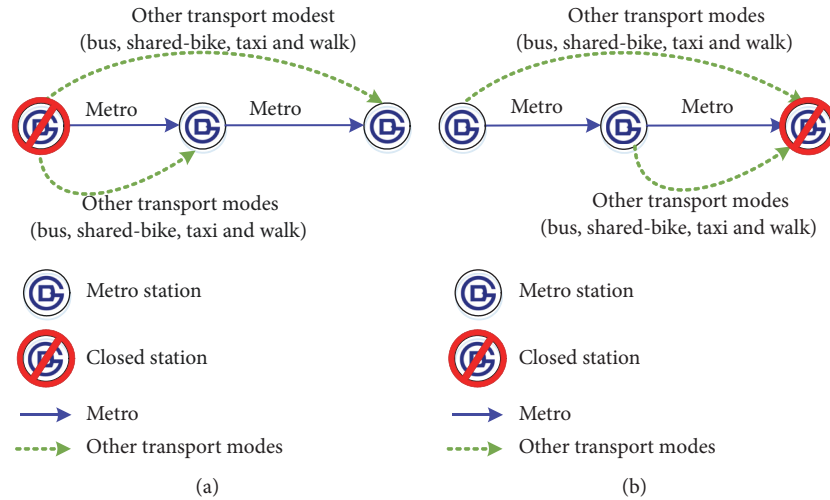 Other transport modest
(bus, shared-bike, taxi and walk)
Metro
Metro
Other transport modes
(bus, shared-bike, taxi and walk)
Metro station
Closed station
Metro
Other transport modes
(a)
Other transport modes
(bus, shared-bike, taxi and walk)
Metro
Metro
Other transport modes
(bus, shared-bike, taxi and walk)
Metro station
Closed station
Metro
Other transport modes
(b)